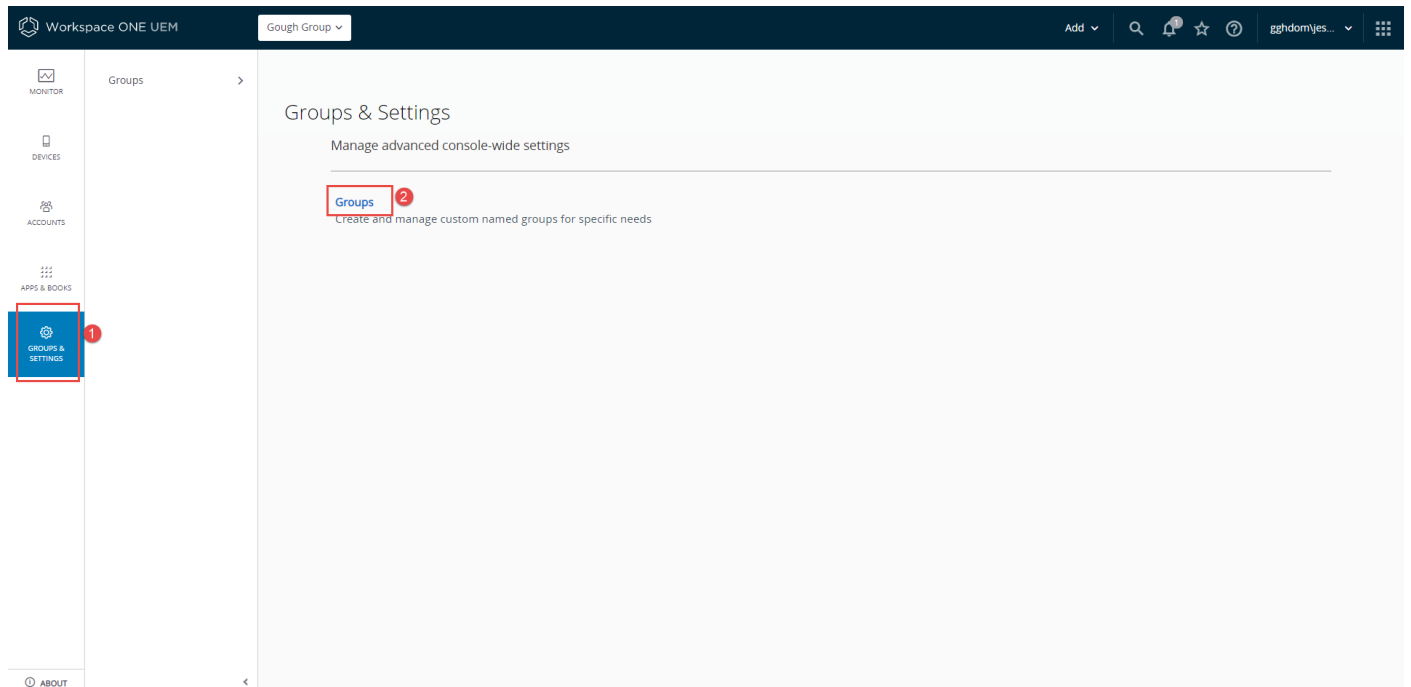 Workspace ONE UEM
Gough Group
Add
1
gghdom\jes...
MONITOR
DEVICES
ACCOUNTS
APPS & BOOKS
GROUPS &
SETTINGS
1
ABOUT
Groups
Groups & Settings
Manage advanced console-wide settings
Groups
2
Create and manage custom named groups for specific needs